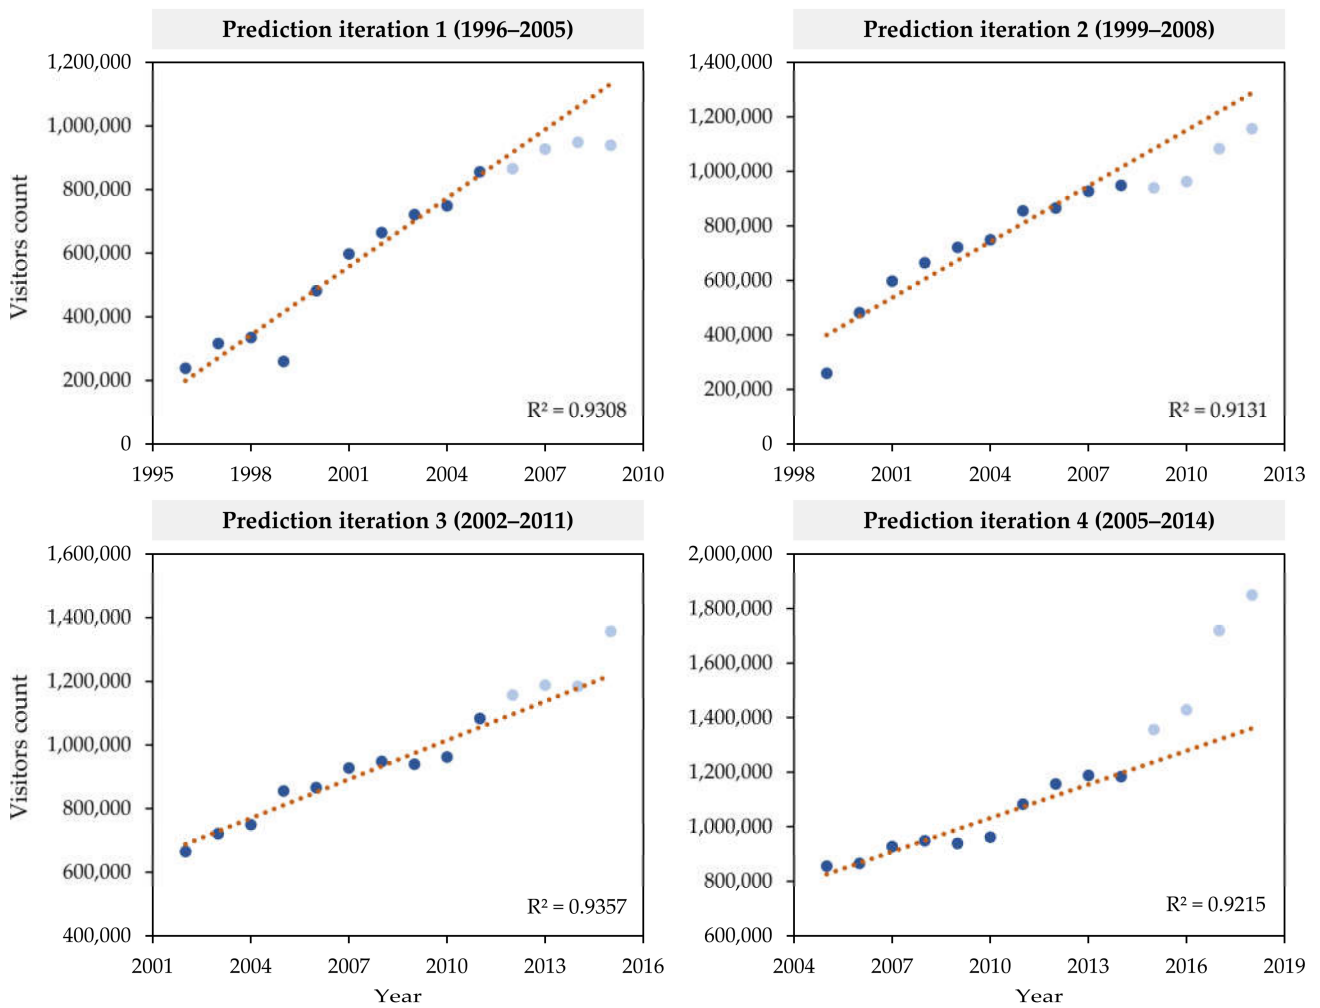 Prediction iteration 1 (1996–2005)
Prediction iteration 2 (1999–2008)
1,200,000
1,000,000
800,000
600,000
400,000
200,000
0
Visitors count
R² = 0.9308
1995 1998 2001 2004 2007 2010
1,400,000
1,200,000
1,000,000
800,000
600,000
400,000
200,000
0
R² = 0.9131
1998 2001 2004 2007 2010 2013
Prediction iteration 3 (2002–2011)
Prediction iteration 4 (2005–2014)
1,600,000
1,400,000
1,200,000
1,000,000
800,000
600,000
400,000
Visitors count
R² = 0.9357
2001 2004 2007 2010 2013 2016
Year
2,000,000
1,800,000
1,600,000
1,400,000
1,200,000
1,000,000
800,000
600,000
R² = 0.9215
2004 2007 2010 2013 2016 2019
Year